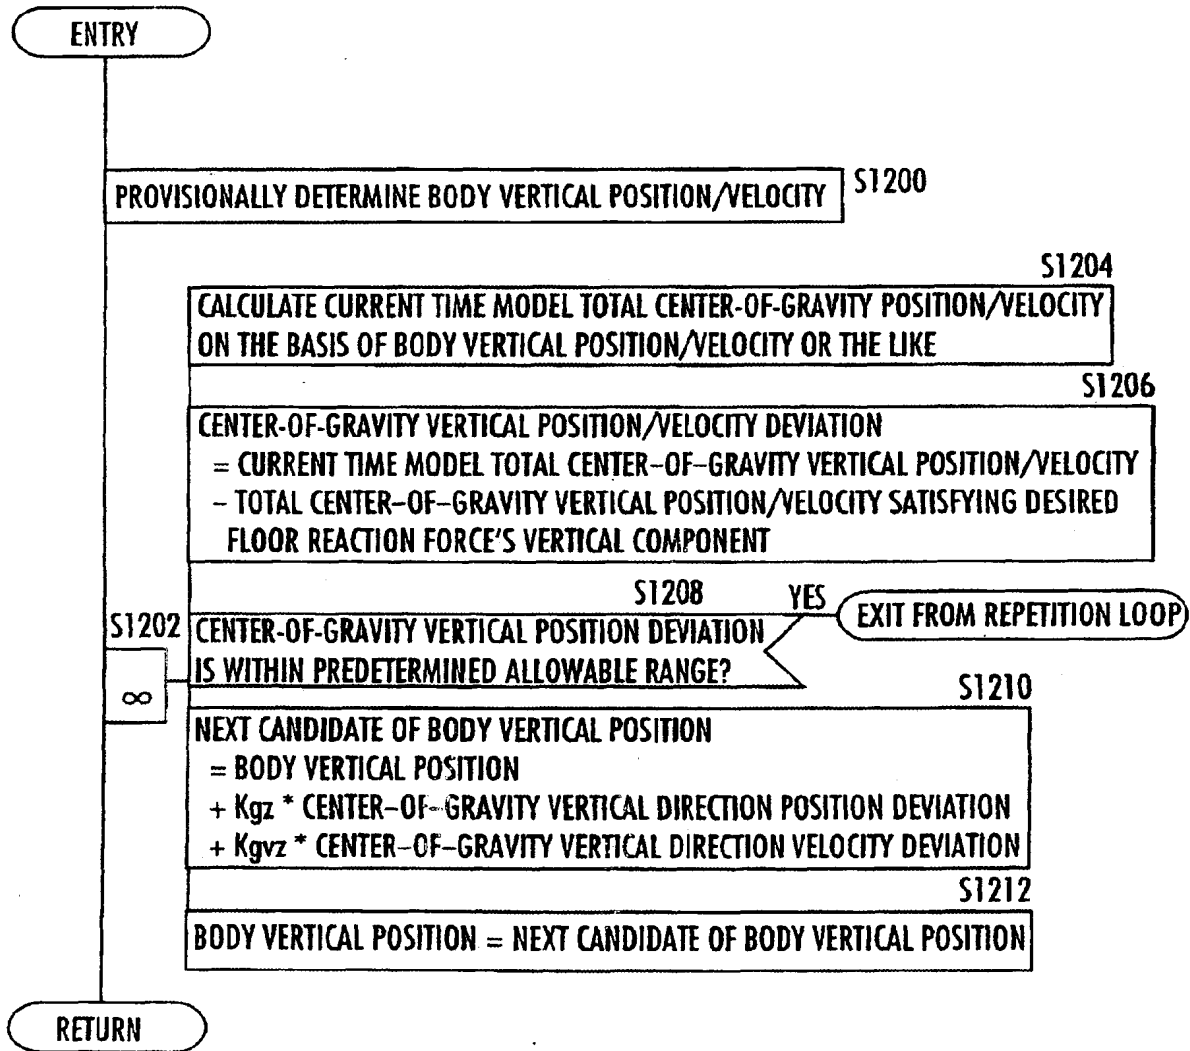 ENTRY
PROVISIONALLY DETERMINE BODY VERTICAL POSITION/VELOCITY
S1200
S1204
CALCULATE CURRENT TIME MODEL TOTAL CENTER-OF-GRAVITY POSITION/VELOCITY
ON THE BASIS OF BODY VERTICAL POSITION/VELOCITY OR THE LIKE
S1206
CENTER-OF-GRAVITY VERTICAL POSITION/VELOCITY DEVIATION
= CURRENT TIME MODEL TOTAL CENTER-OF-GRAVITY VERTICAL POSITION/VELOCITY
- TOTAL CENTER-OF-GRAVITY VERTICAL POSITION/VELOCITY SATISFYING DESIRED
FLOOR REACTION FORCE'S VERTICAL COMPONENT
S1202
∞
S1208
CENTER-OF-GRAVITY VERTICAL POSITION DEVIATION
IS WITHIN PREDETERMINED ALLOWABLE RANGE?
YES
EXIT FROM REPETITION LOOP
S1210
NEXT CANDIDATE OF BODY VERTICAL POSITION
= BODY VERTICAL POSITION
+ Kgz * CENTER-OF-GRAVITY VERTICAL DIRECTION POSITION DEVIATION
+ Kgvz * CENTER-OF-GRAVITY VERTICAL DIRECTION VELOCITY DEVIATION
S1212
BODY VERTICAL POSITION = NEXT CANDIDATE OF BODY VERTICAL POSITION
RETURN